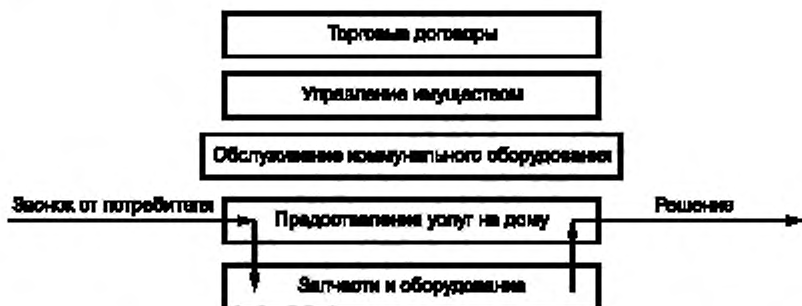 Торговые договоры
Управление имуществом
Обслуживание коммунального оборудования
Звонок от потребителя
Предоставление услуг на дому
Решение
Запчасти и оборудование